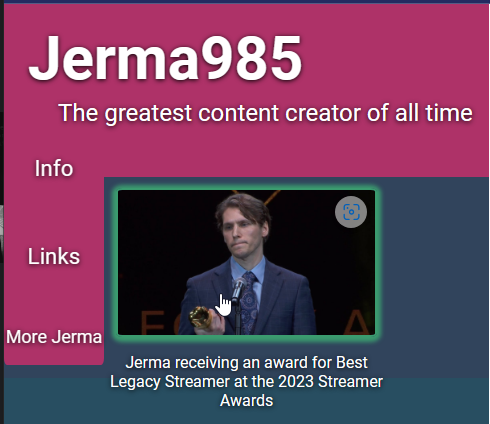 Jerma985
The greatest content creator of all time
Info
Links
More Jerma
Jerma receiving an award for Best
Legacy Streamer at the 2023 Streamer
Awards